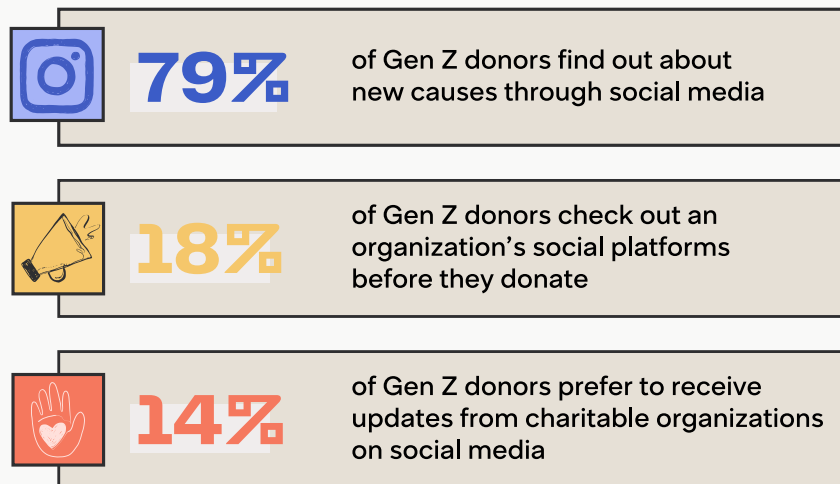 79%
of Gen Z donors find out about
new causes through social media
18%
of Gen Z donors check out an
organization’s social platforms
before they donate
14%
of Gen Z donors prefer to receive
updates from charitable organizations
on social media